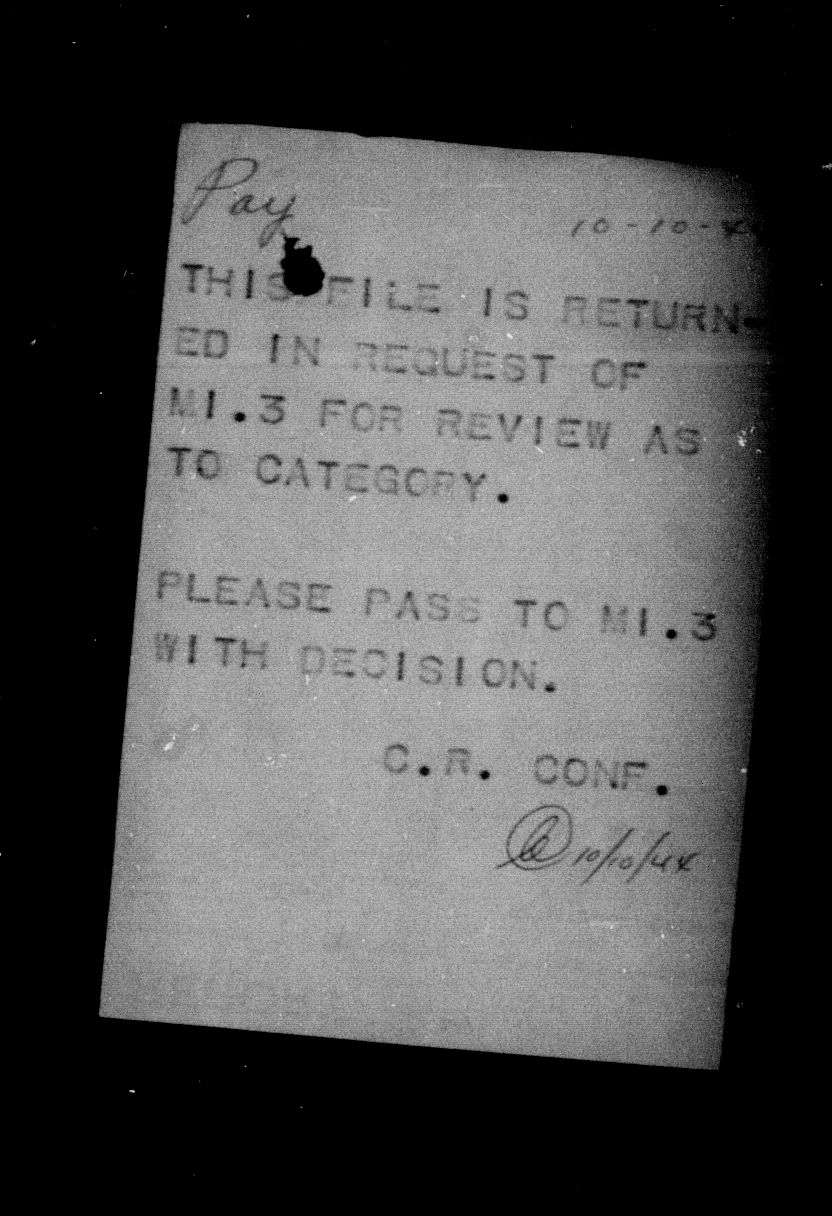 Pay
10-10-4
THIS FILE IS RETURN-
ED IN REQUEST OF
MI.3 FOR REVIEW AS
TO CATEGORY.
PLEASE PASS TO MI.3
WITH DECISION.
C.R. CONF.
10/10/44